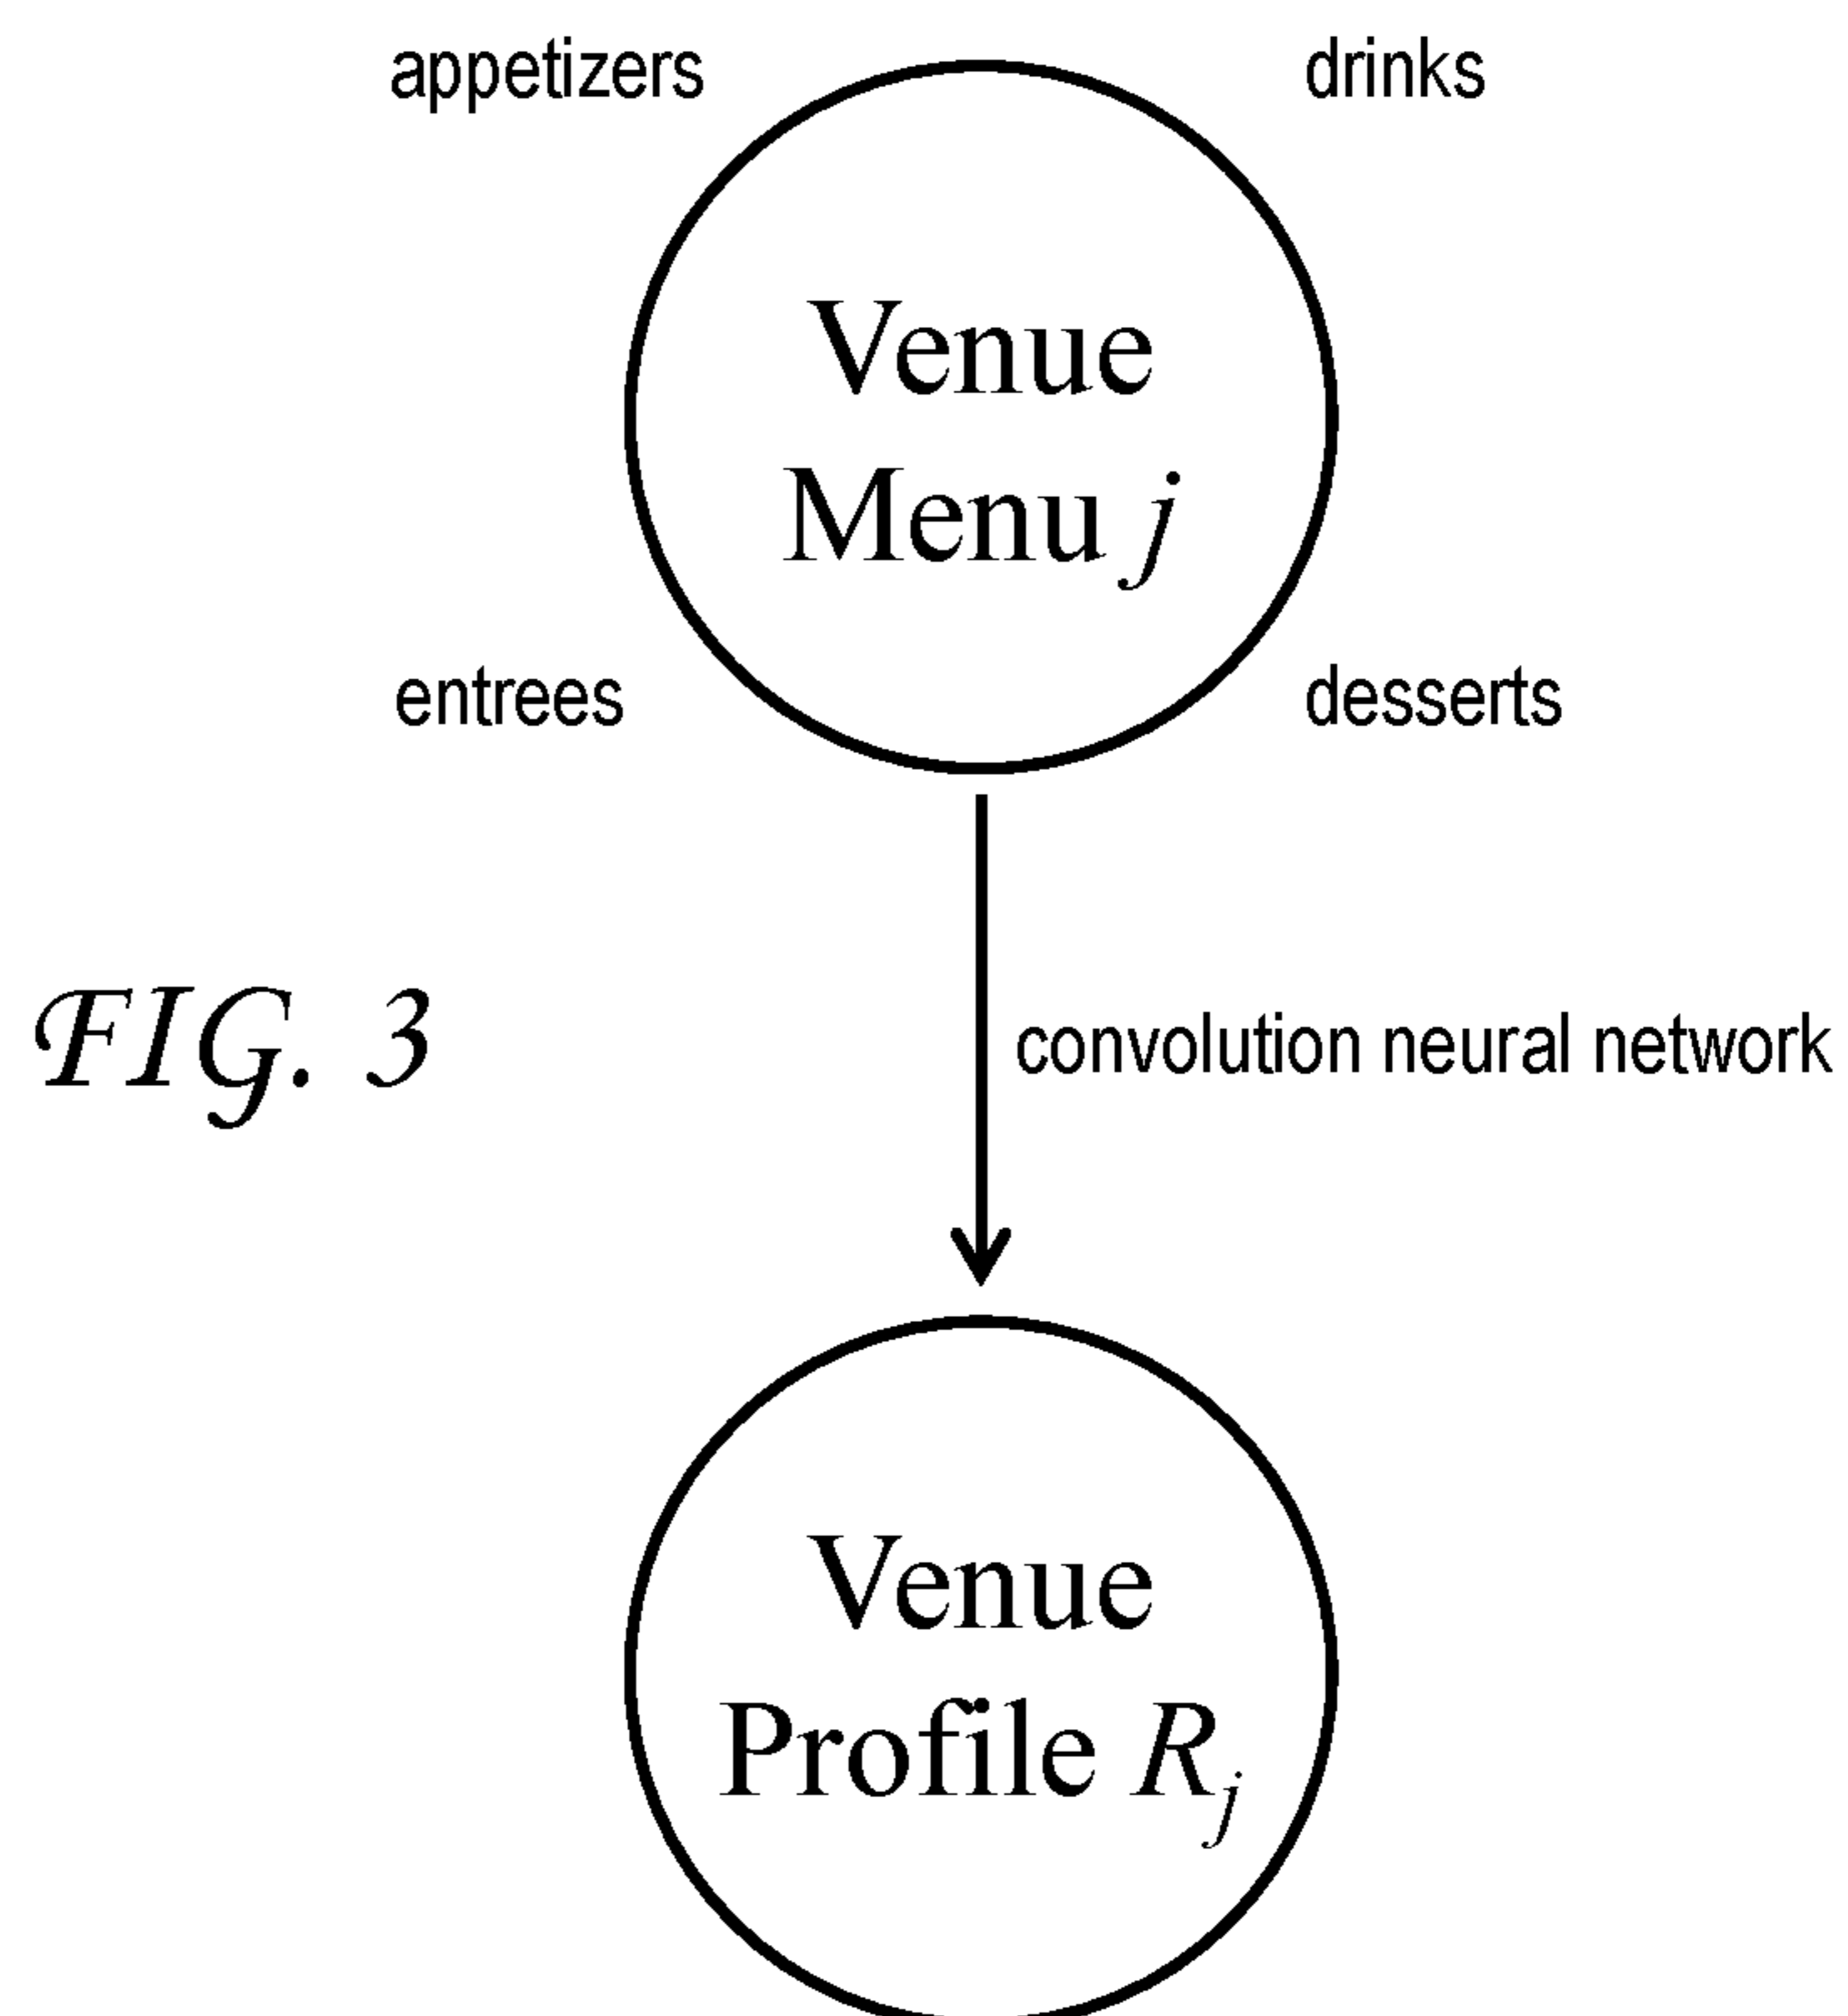 appetizers
drinks
Venue
Menu j
entrees
desserts
FIG. 3
convolution neural network
Venue
Profile Rj